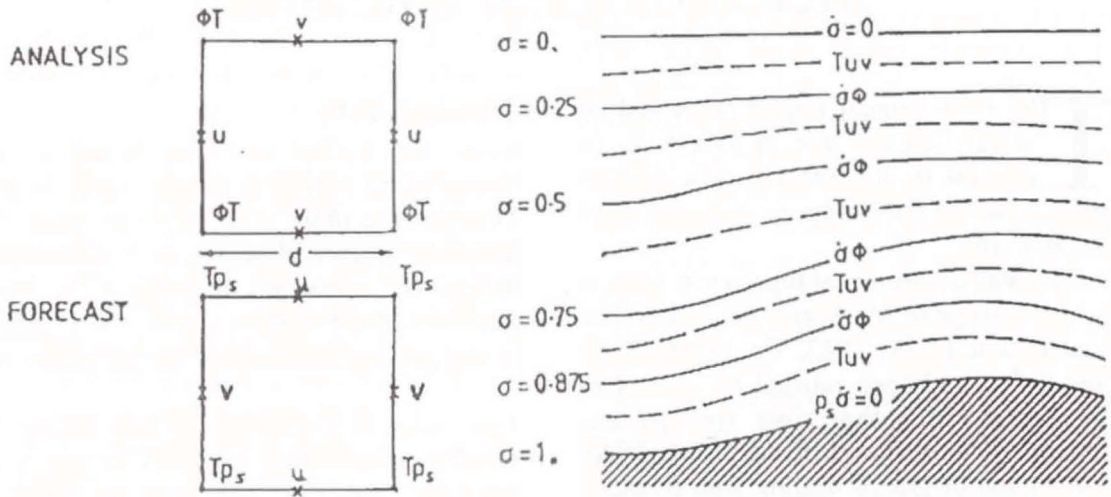 ΦT v ΦT
ANALYSIS
u u
ΦT v ΦT
d
Tpₛ u Tpₛ
FORECAST
v v
Tpₛ u Tpₛ
σ=0. σ̇=0
Tuv
σ=0·25 σ̇Φ
Tuv
σ=0·5 σ̇Φ
Tuv
σ=0·75 σ̇Φ
Tuv
σ=0·875 σ̇Φ
Tuv
σ=1. pₛ σ̇=0